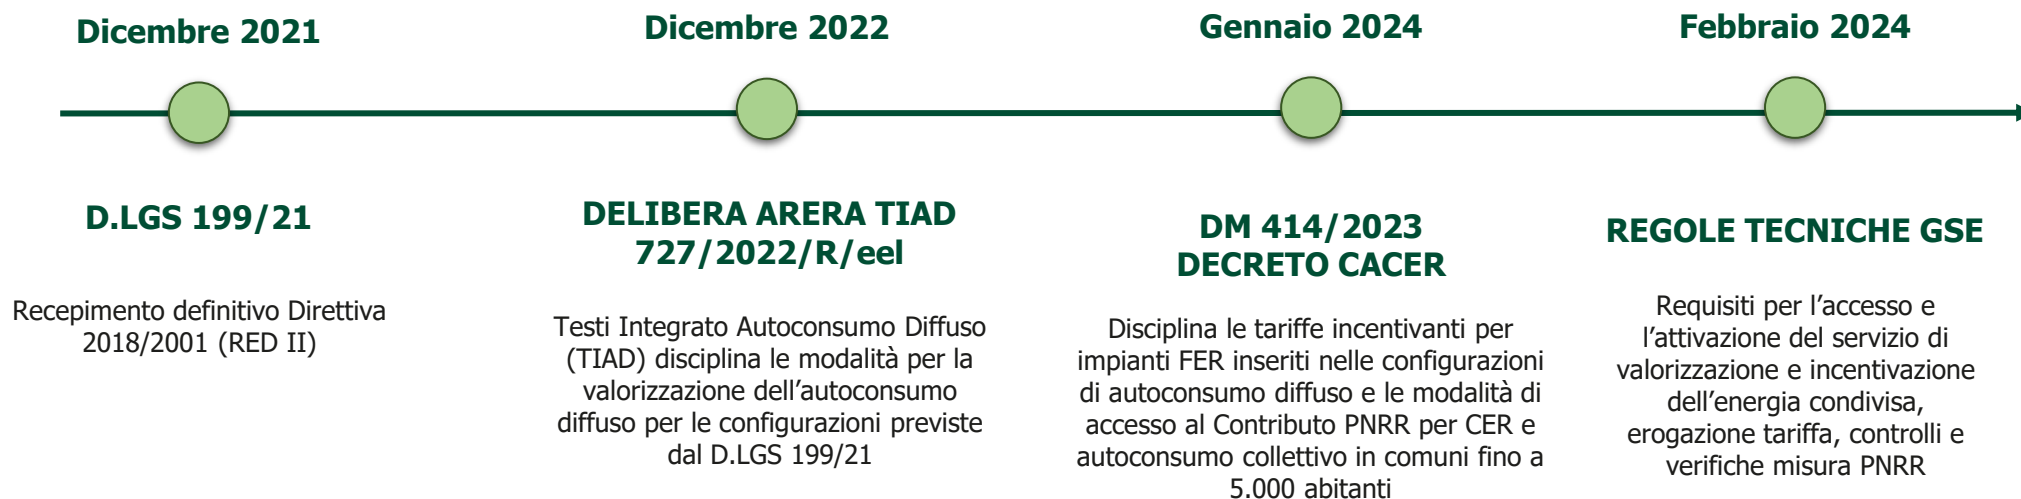 Dicembre 2021
D.LGS 199/21
Recepimento definitivo Direttiva
2018/2001 (RED II)
Dicembre 2022
DELIBERA ARERA TIAD
727/2022/R/eel
Testi Integrato Autoconsumo Diffuso
(TIAD) disciplina le modalità per la
valorizzazione dell’autoconsumo
diffuso per le configurazioni previste
dal D.LGS 199/21
Gennaio 2024
DM 414/2023
DECRETO CACER
Disciplina le tariffe incentivanti per
impianti FER inseriti nelle configurazioni
di autoconsumo diffuso e le modalità di
accesso al Contributo PNRR per CER e
autoconsumo collettivo in comuni fino a
5.000 abitanti
Febbraio 2024
REGOLE TECNICHE GSE
Requisiti per l’accesso e
l’attivazione del servizio di
valorizzazione e incentivazione
dell’energia condivisa,
erogazione tariffa, controlli e
verifiche misura PNRR